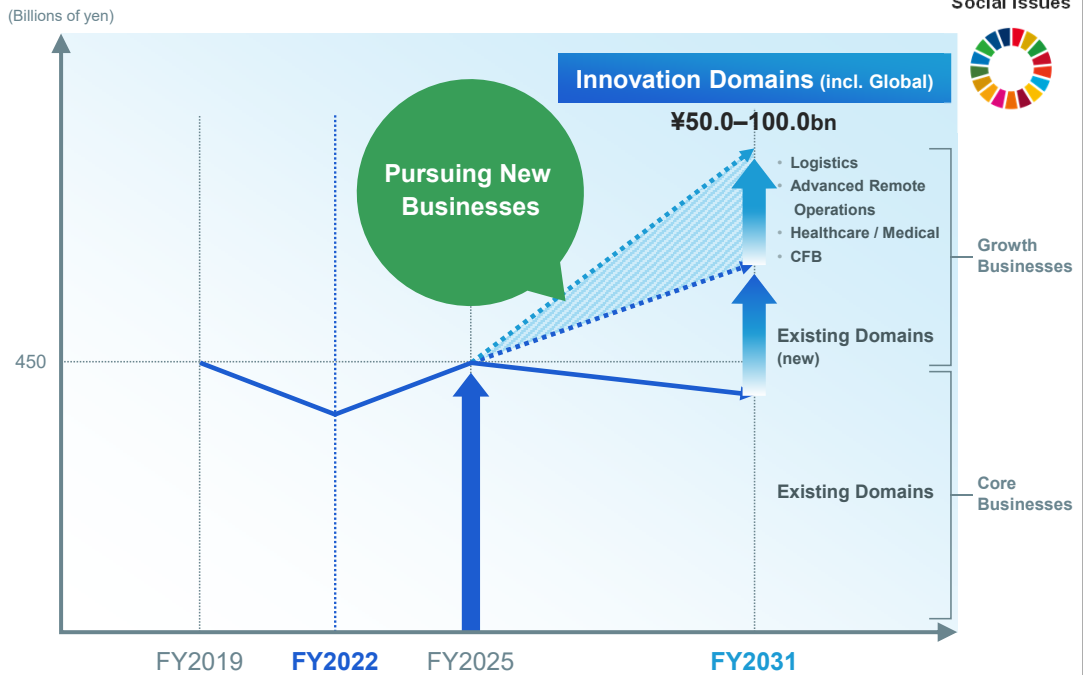 Social Issues
(Billions of yen)
Innovation Domains (incl. Global)
¥50.0–100.0bn
Pursuing New
Businesses
• Logistics
• Advanced Remote
Operations
• Healthcare / Medical
• CFB
Growth
Businesses
Existing Domains
(new)
450
Existing Domains
Core
Businesses
FY2019
FY2022
FY2025
FY2031